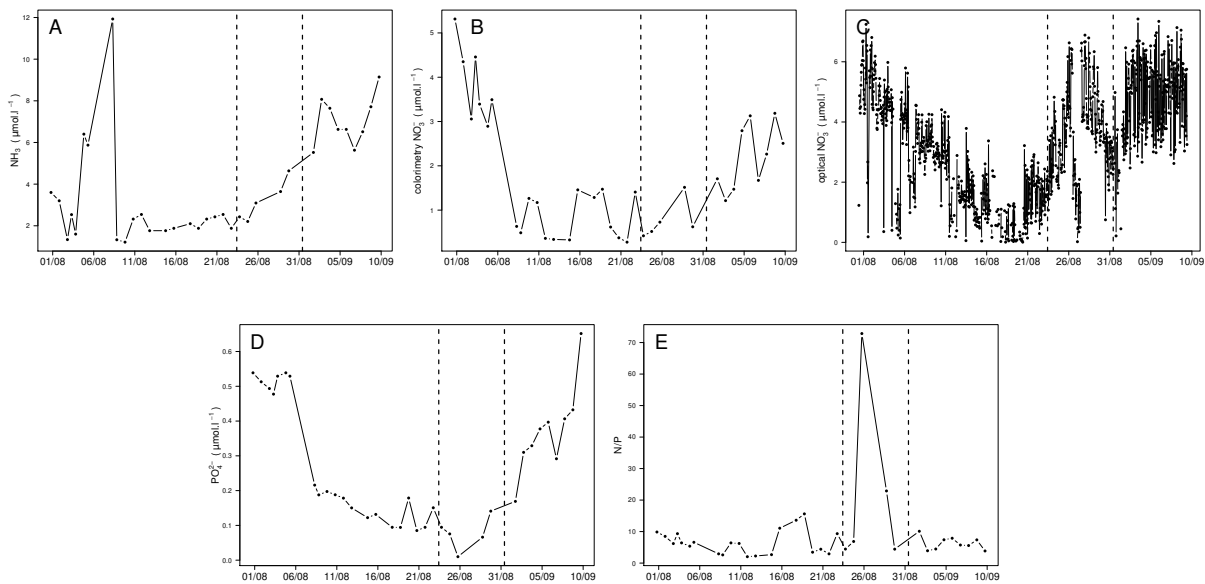 A
NH₃ ( μmol.l⁻¹ )
12
10
8
6
4
2
01/08 06/08 11/08 16/08 21/08 26/08 31/08 05/09 10/09
B
colorimetry NO₃⁻ ( μmol.l⁻¹ )
5
4
3
2
1
01/08 06/08 11/08 16/08 21/08 26/08 31/08 05/09 10/09
C
optical NO₃⁻ ( μmol.l⁻¹ )
6
4
2
0
01/08 06/08 11/08 16/08 21/08 26/08 31/08 05/09 10/09
D
PO₄²⁻ ( μmol.l⁻¹ )
0.6
0.5
0.4
0.3
0.2
0.1
0.0
01/08 06/08 11/08 16/08 21/08 26/08 31/08 05/09 10/09
E
N/P
70
60
50
40
30
20
10
0
01/08 06/08 11/08 16/08 21/08 26/08 31/08 05/09 10/09